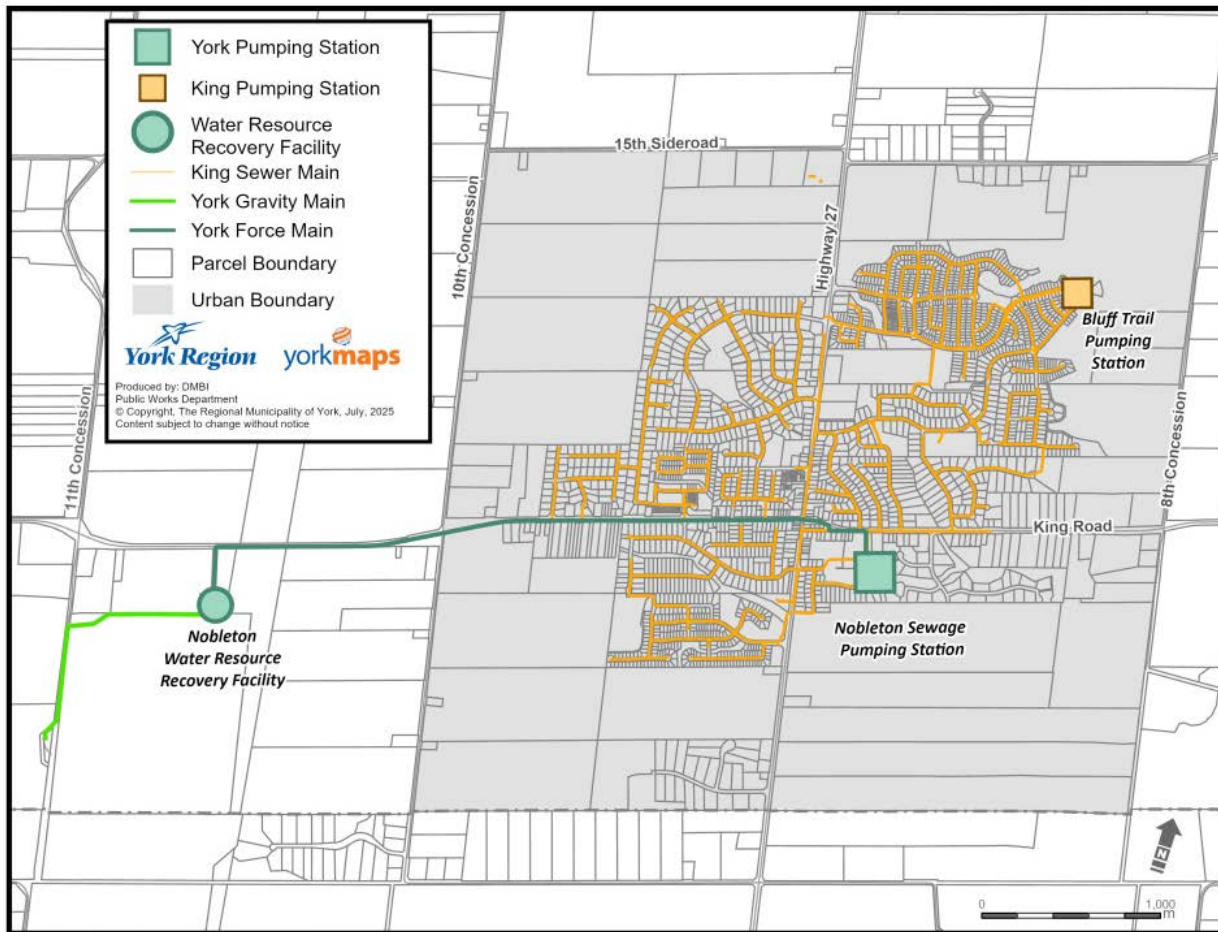 York Pumping Station
King Pumping Station
Water Resource
Recovery Facility
King Sewer Main
York Gravity Main
York Force Main
Parcel Boundary
Urban Boundary
York Region
yorkmaps
Produced by: DMBI
Public Works Department
© Copyright, The Regional Municipality of York, July, 2025
Content subject to change without notice
15th Sideroad
10th Concession
Highway 27
Bluff Trail
Pumping
Station
11th Concession
8th Concession
King Road
Nobleton
Water Resource
Recovery Facility
Nobleton Sewage
Pumping Station
N
0
1,000
m